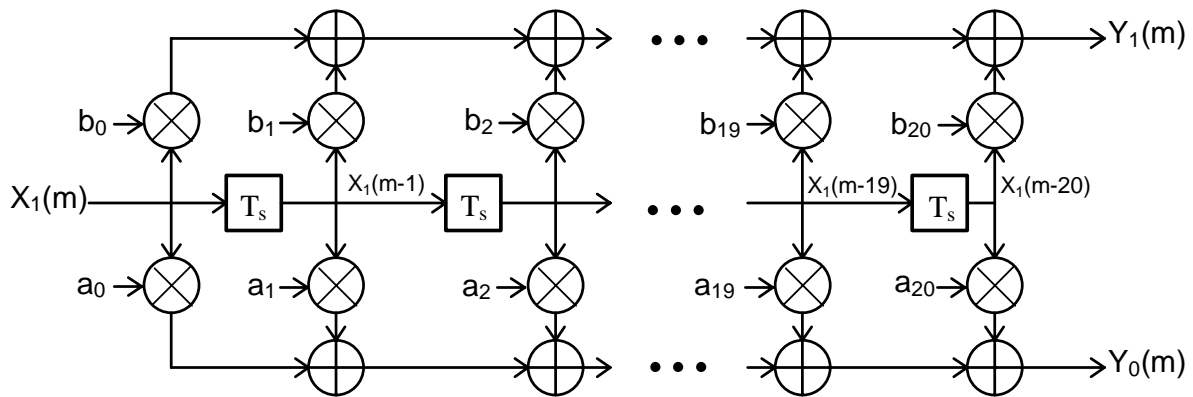 Y₁(m)
b₀
b₁
b₂
b₁₉
b₂₀
X₁(m)
Tₛ
X₁(m-1)
Tₛ
X₁(m-19)
Tₛ
X₁(m-20)
a₀
a₁
a₂
a₁₉
a₂₀
Y₀(m)